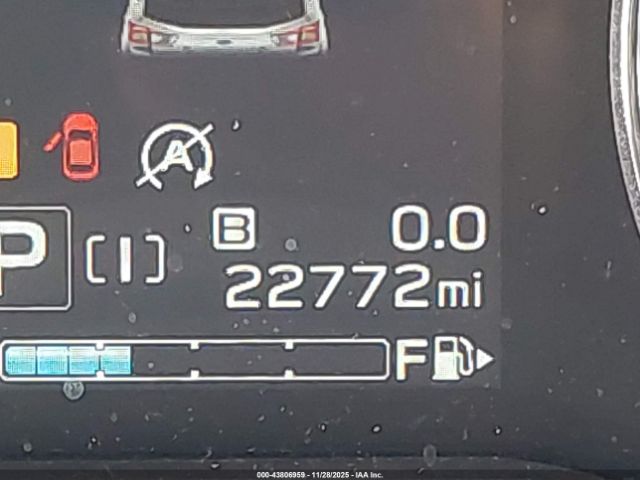 A
B 0.0
P [I] 22772mi
F
000-43806959 - 11/28/2025 - IAA Inc.